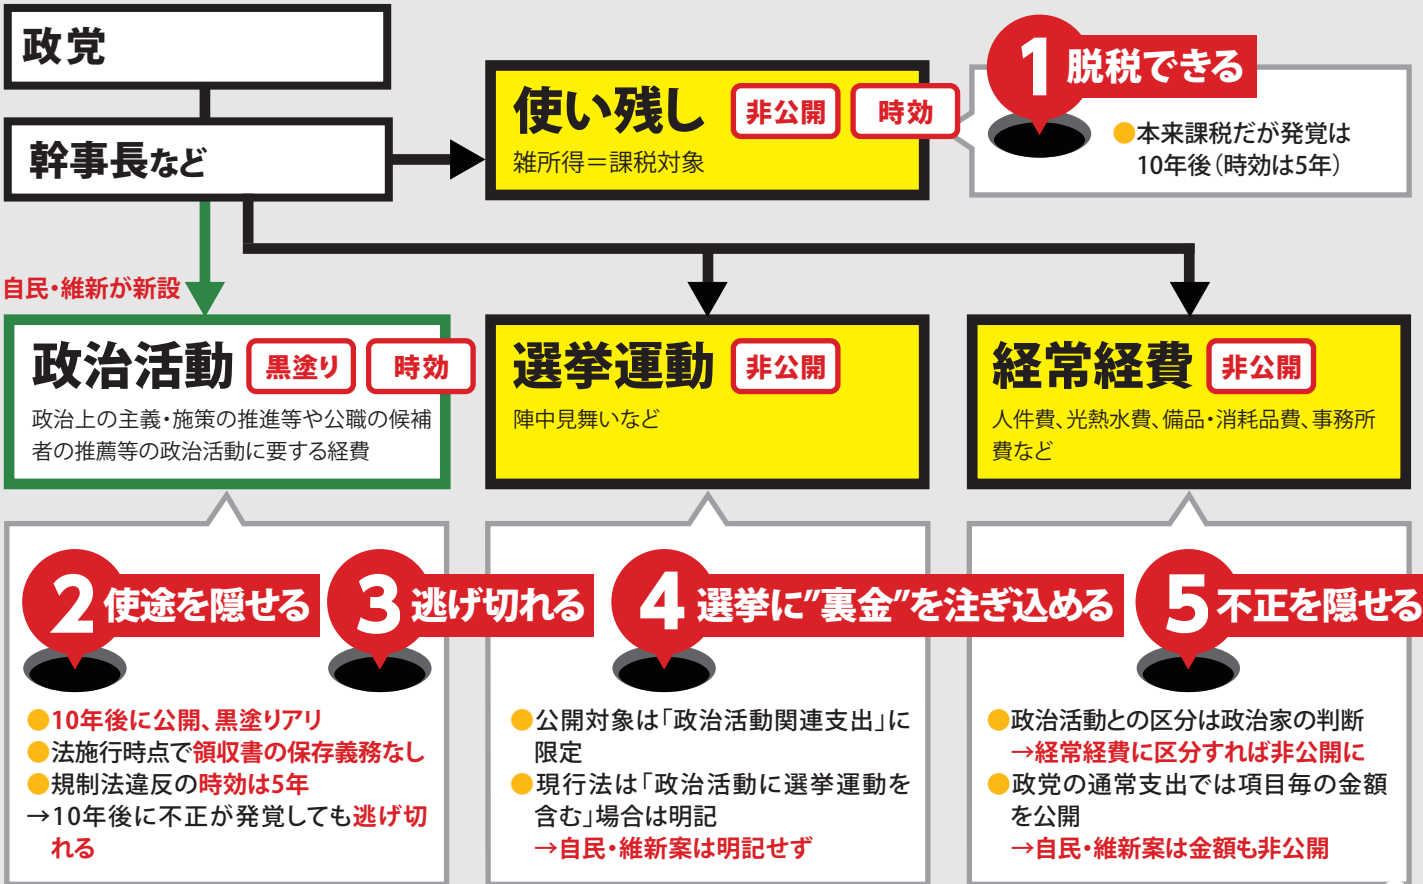 政党
幹事長など
使い残し 非公開 時効
雑所得＝課税対象
1 脱税できる
●本来課税だが発覚は
10年後（時効は5年）
自民・維新が新設
政治活動 黒塗り 時効
政治上の主義・施策の推進等や公職の候補
者の推薦等の政治活動に要する経費
選挙運動 非公開
陣中見舞いなど
経常経費 非公開
人件費、光熱水費、備品・消耗品費、事務所
費など
2 使途を隠せる
3 逃げ切れる
●10年後に公開、黒塗りアリ
●法施行時点で領収書の保存義務なし
●規制法違反の時効は5年
→10年後に不正が発覚しても逃げ切
れる
4 選挙に”裏金”を注ぎ込める
●公開対象は「政治活動関連支出」に
限定
●現行法は「政治活動に選挙運動を
含む」場合は明記
→自民・維新案は明記せず
5 不正を隠せる
●政治活動との区分は政治家の判断
→経常経費に区分すれば非公開に
●政党の通常支出では項目毎の金額
を公開
→自民・維新案は金額も非公開